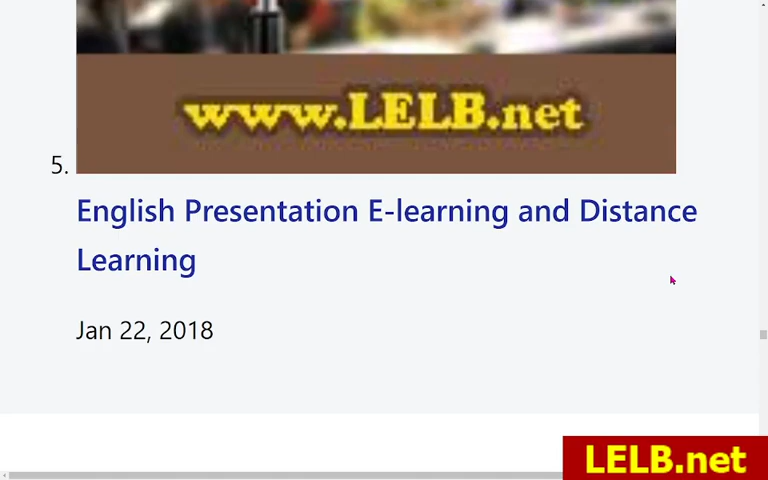 www.LELB.net
5.
English Presentation E-learning and Distance
Learning
Jan 22, 2018
LELB.net